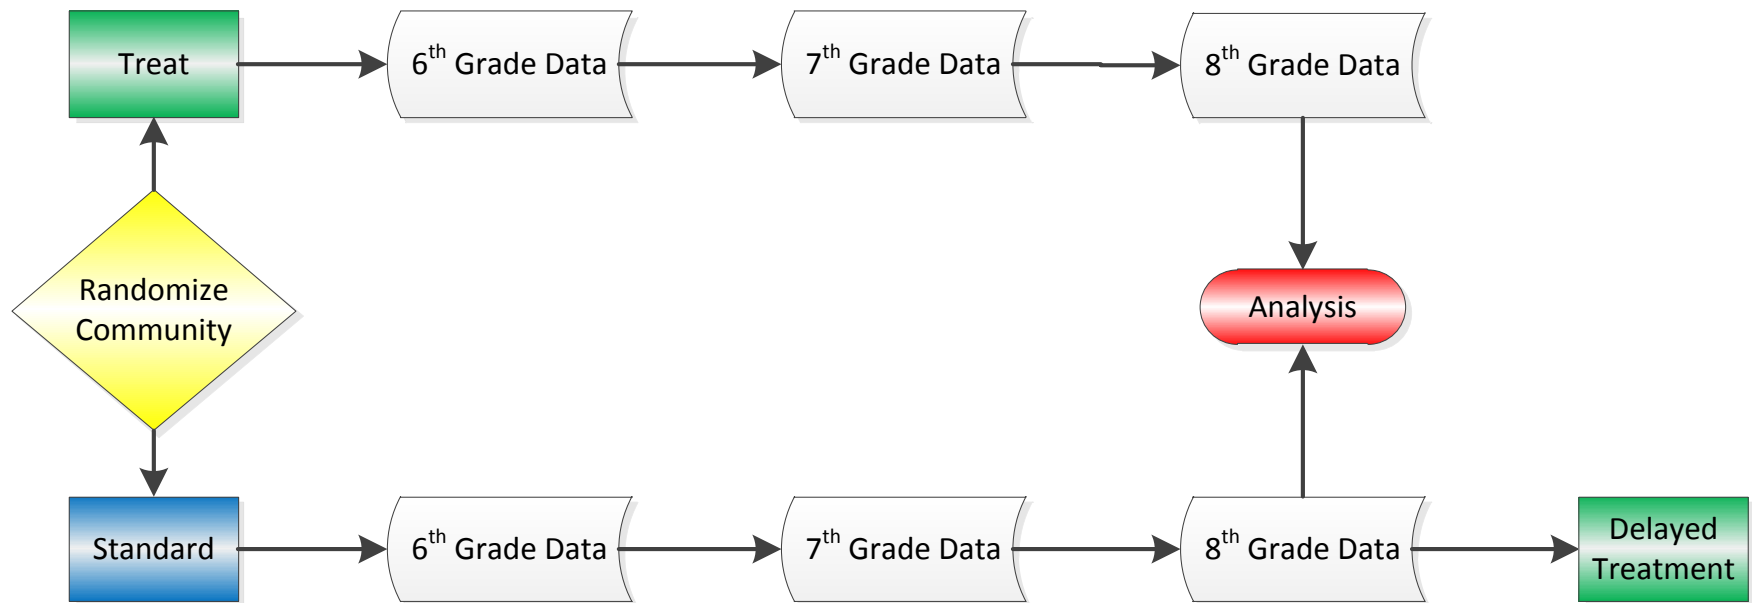 Treat
6th Grade Data
7th Grade Data
8th Grade Data
Randomize
Community
Analysis
Standard
6th Grade Data
7th Grade Data
8th Grade Data
Delayed
Treatment